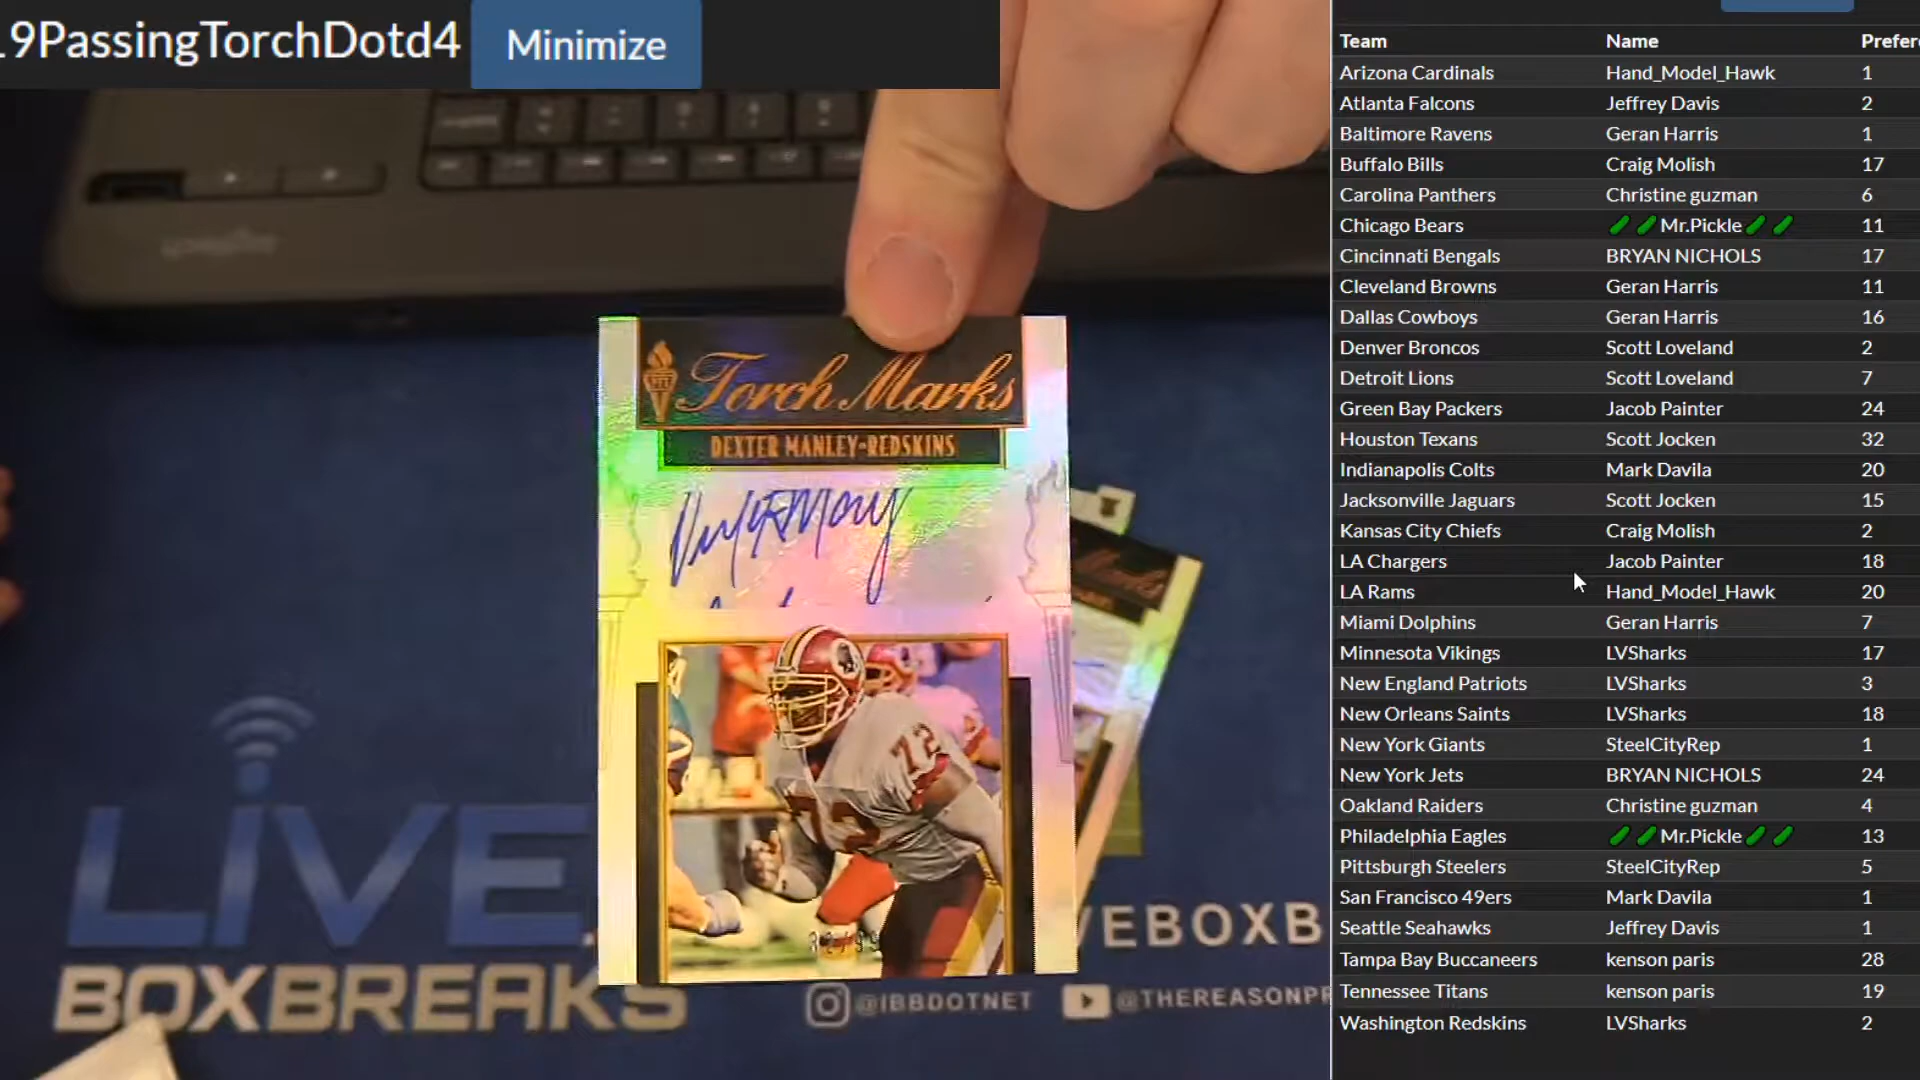 19PassingTorchDotd4 Minimize
Torch Marks
DEXTER MANLEY-REDSKINS
72
72
LIVE
BOXBREAKS
VEBOXB
@IBBDOTNET @THEREASONPR
Team Name Prefere
Arizona Cardinals Hand_Model_Hawk 1
Atlanta Falcons Jeffrey Davis 2
Baltimore Ravens Geran Harris 1
Buffalo Bills Craig Molish 17
Carolina Panthers Christine guzman 6
Chicago Bears Mr.Pickle 11
Cincinnati Bengals BRYAN NICHOLS 17
Cleveland Browns Geran Harris 11
Dallas Cowboys Geran Harris 16
Denver Broncos Scott Loveland 2
Detroit Lions Scott Loveland 7
Green Bay Packers Jacob Painter 24
Houston Texans Scott Jocken 32
Indianapolis Colts Mark Davila 20
Jacksonville Jaguars Scott Jocken 15
Kansas City Chiefs Craig Molish 2
LA Chargers Jacob Painter 18
LA Rams Hand_Model_Hawk 20
Miami Dolphins Geran Harris 7
Minnesota Vikings LVSharks 17
New England Patriots LVSharks 3
New Orleans Saints LVSharks 18
New York Giants SteelCityRep 1
New York Jets BRYAN NICHOLS 24
Oakland Raiders Christine guzman 4
Philadelphia Eagles Mr.Pickle 13
Pittsburgh Steelers SteelCityRep 5
San Francisco 49ers Mark Davila 1
Seattle Seahawks Jeffrey Davis 1
Tampa Bay Buccaneers kenson paris 28
Tennessee Titans kenson paris 19
Washington Redskins LVSharks 2